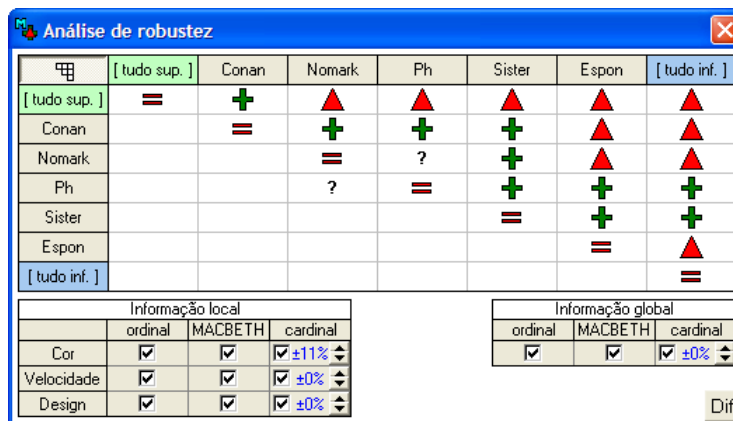 Análise de robustez
[ tudo sup. ] Conan Nomark Ph Sister Espon [ tudo inf. ]
[ tudo sup. ] = +
Conan = + + +
Nomark = ? +
Ph ? = + + +
Sister = + +
Espon =
[ tudo inf. ] =
Informação local
ordinal MACBETH cardinal
Cor ±11%
Velocidade ±0%
Design ±0%
Informação global
ordinal MACBETH cardinal
±0%
Dif